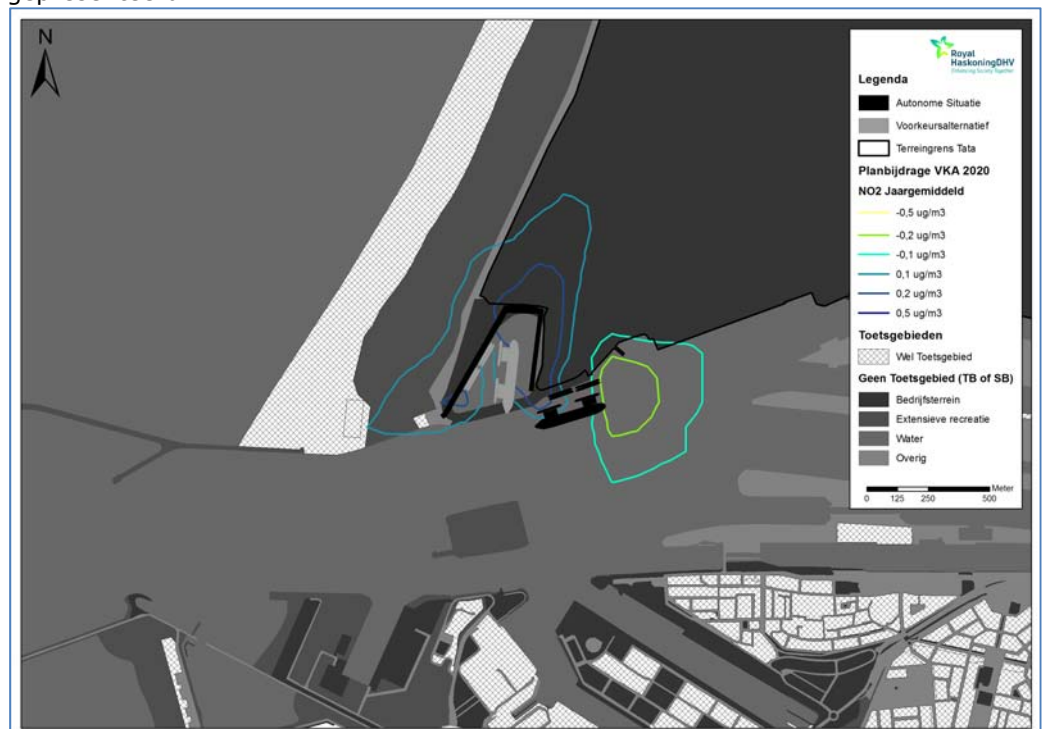 N
Royal
HaskoningDHV
Enhancing Society Together
Legenda
Autonome Situatie
Voorkeursalternatief
Terreingrens Tata
Planbijdrage VKA 2020
NO2 Jaargemiddeld
-0,5 ug/m3
-0,2 ug/m3
-0,1 ug/m3
0,1 ug/m3
0,2 ug/m3
0,5 ug/m3
Toetsgebieden
Wel Toetsgebied
Geen Toetsgebied (TB of SB)
Bedrijfsterrein
Extensieve recreatie
Water
Overig
Meter
0 125 250 500